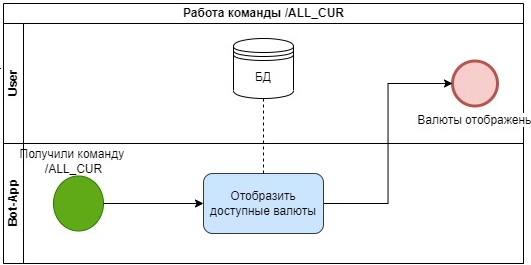 Работа команды /ALL_CUR
User
БД
Валюты отображены
Bot-App
Получили команду
/ALL_CUR
Отобразить
доступные валюты